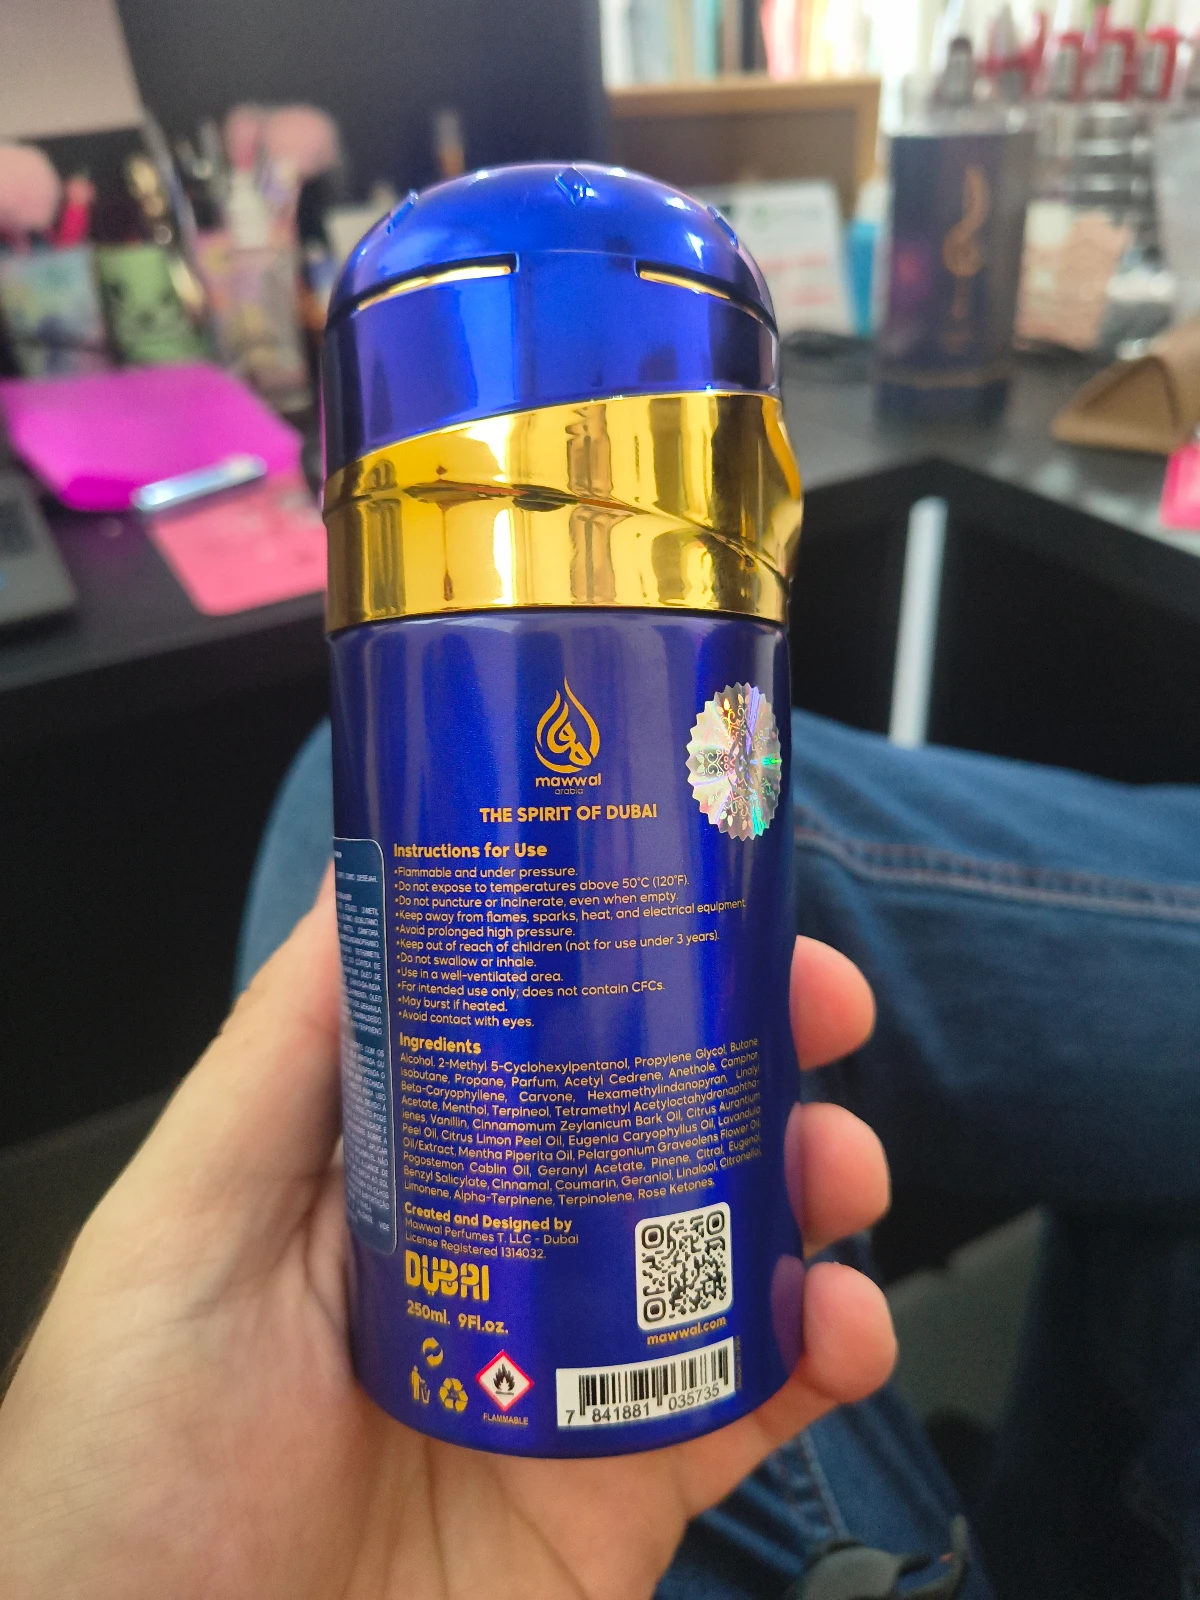 mawwal
arabia
THE SPIRIT OF DUBAI
Instructions for Use
•Flammable and under pressure.
•Do not expose to temperatures above 50°C (120°F).
•Do not puncture or incinerate, even when empty.
•Keep away from flames, sparks, heat, and electrical equipment.
•Avoid prolonged high pressure.
•Keep out of reach of children (not for use under 3 years).
•Do not swallow or inhale.
•Use in a well-ventilated area.
•For intended use only; does not contain CFCs.
•May burst if heated.
•Avoid contact with eyes.
Ingredients
Alcohol, 2-Methyl 5-Cyclohexylpentanol, Propylene Glycol, Butane,
Isobutane, Propane, Parfum, Acetyl Cedrene, Anethole, Camphor,
Beta-Caryophyllene, Carvone, Hexamethylindanopyran, Linalyl
Acetate, Menthol, Terpineol, Tetramethyl Acetyloctahydronaphtha-
lenes, Vanillin, Cinnamomum Zeylanicum Bark Oil, Citrus Aurantium
Peel Oil, Citrus Limon Peel Oil, Eugenia Caryophyllus Oil, Lavandula
Oil/Extract, Mentha Piperita Oil, Pelargonium Graveolens Flower Oil,
Pogostemon Cablin Oil, Geranyl Acetate, Pinene, Citral, Eugenol,
Benzyl Salicylate, Cinnamal, Coumarin, Geraniol, Linalool, Citronellol,
Limonene, Alpha-Terpinene, Terpinolene, Rose Ketones.
Created and Designed by
Mawwal Perfumes T. LLC - Dubai
License Registered 1314032.
DUBAI
250ml. 9Fl.oz.
mawwal.com
FLAMMABLE
7 841881 035735